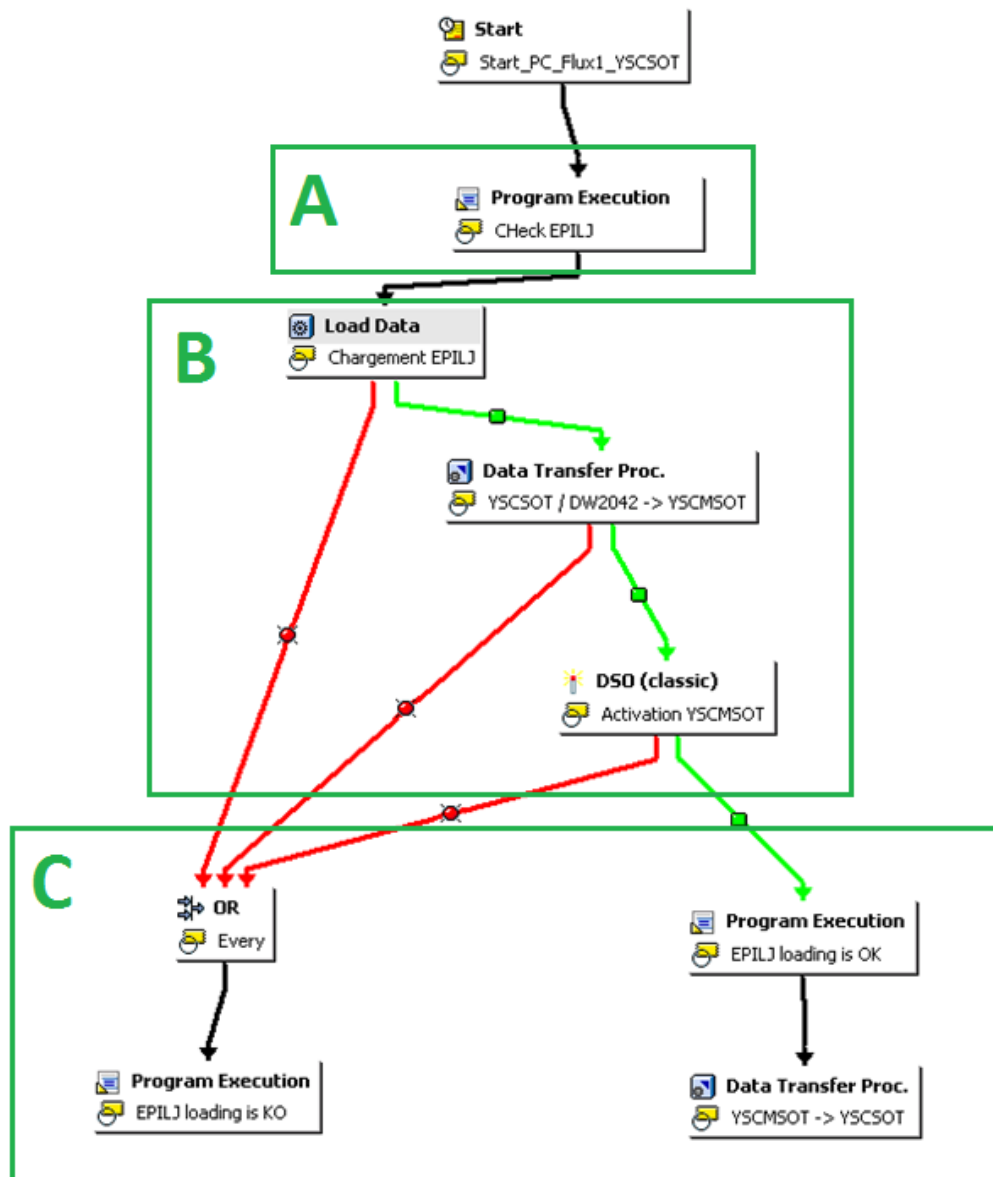 Start
Start_PC_Flux1_YSCSOT
A
Program Execution
CHeck EPILJ
B
Load Data
Chargement EPILJ
Data Transfer Proc.
YSCSOT / DW2042 -> YSCMSOT
DSO (classic)
Activation YSCMSOT
C
OR
Every
Program Execution
EPILJ loading is OK
Program Execution
EPILJ loading is KO
Data Transfer Proc.
YSCMSOT -> YSCSOT